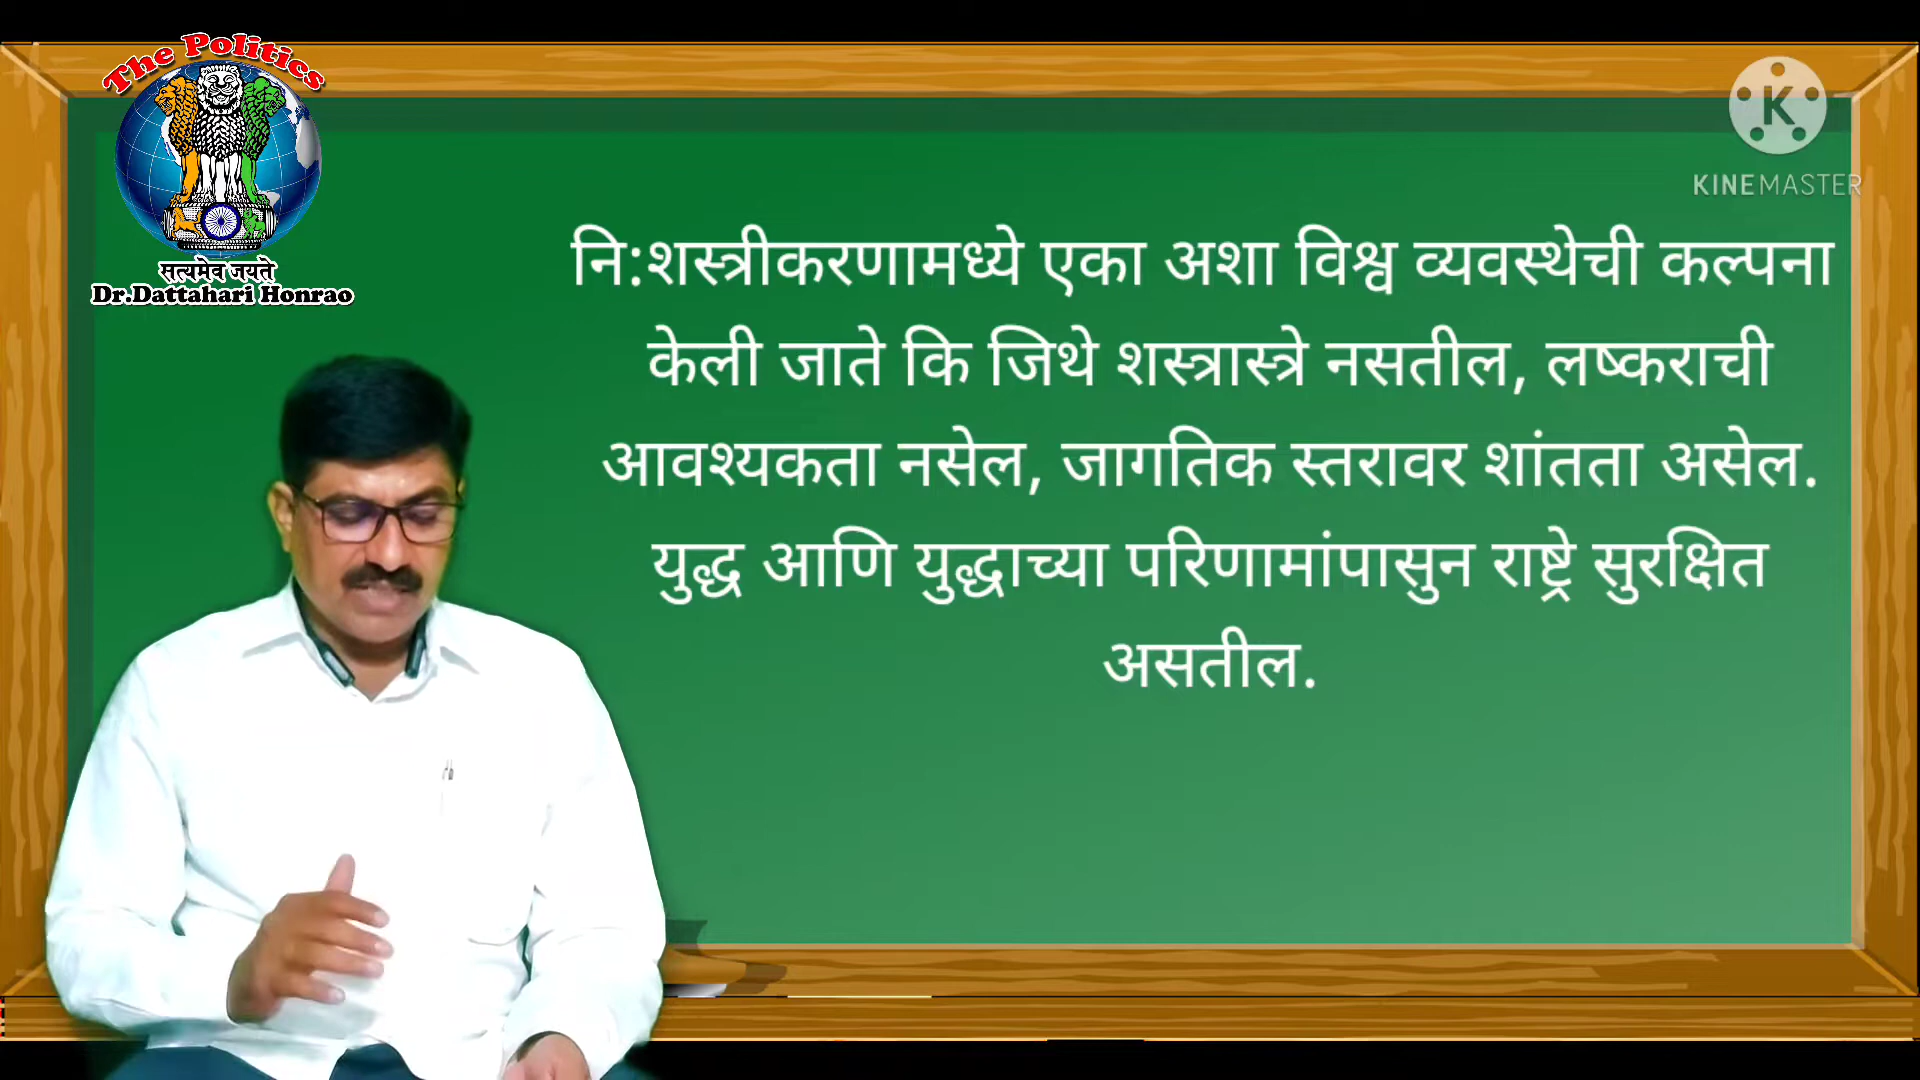 The Politics
सत्यमेव जयते
Dr.Dattahari Honrao
K
KINEMASTER
नि:शस्त्रीकरणामध्ये एका अशा विश्व व्यवस्थेची कल्पना
केली जाते कि जिथे शस्त्रास्त्रे नसतील, लष्कराची
आवश्यकता नसेल, जागतिक स्तरावर शांतता असेल.
युद्ध आणि युद्धाच्या परिणामांपासुन राष्ट्रे सुरक्षित
असतील.